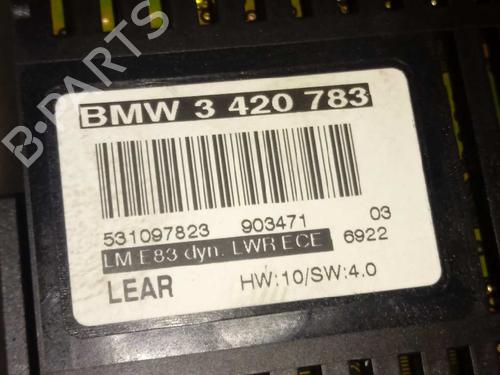 B-PARTS
BMW 3 420 783
531097823 903471 03
LM E83 dyn. LWR ECE 6922
LEAR HW:10/SW:4.0